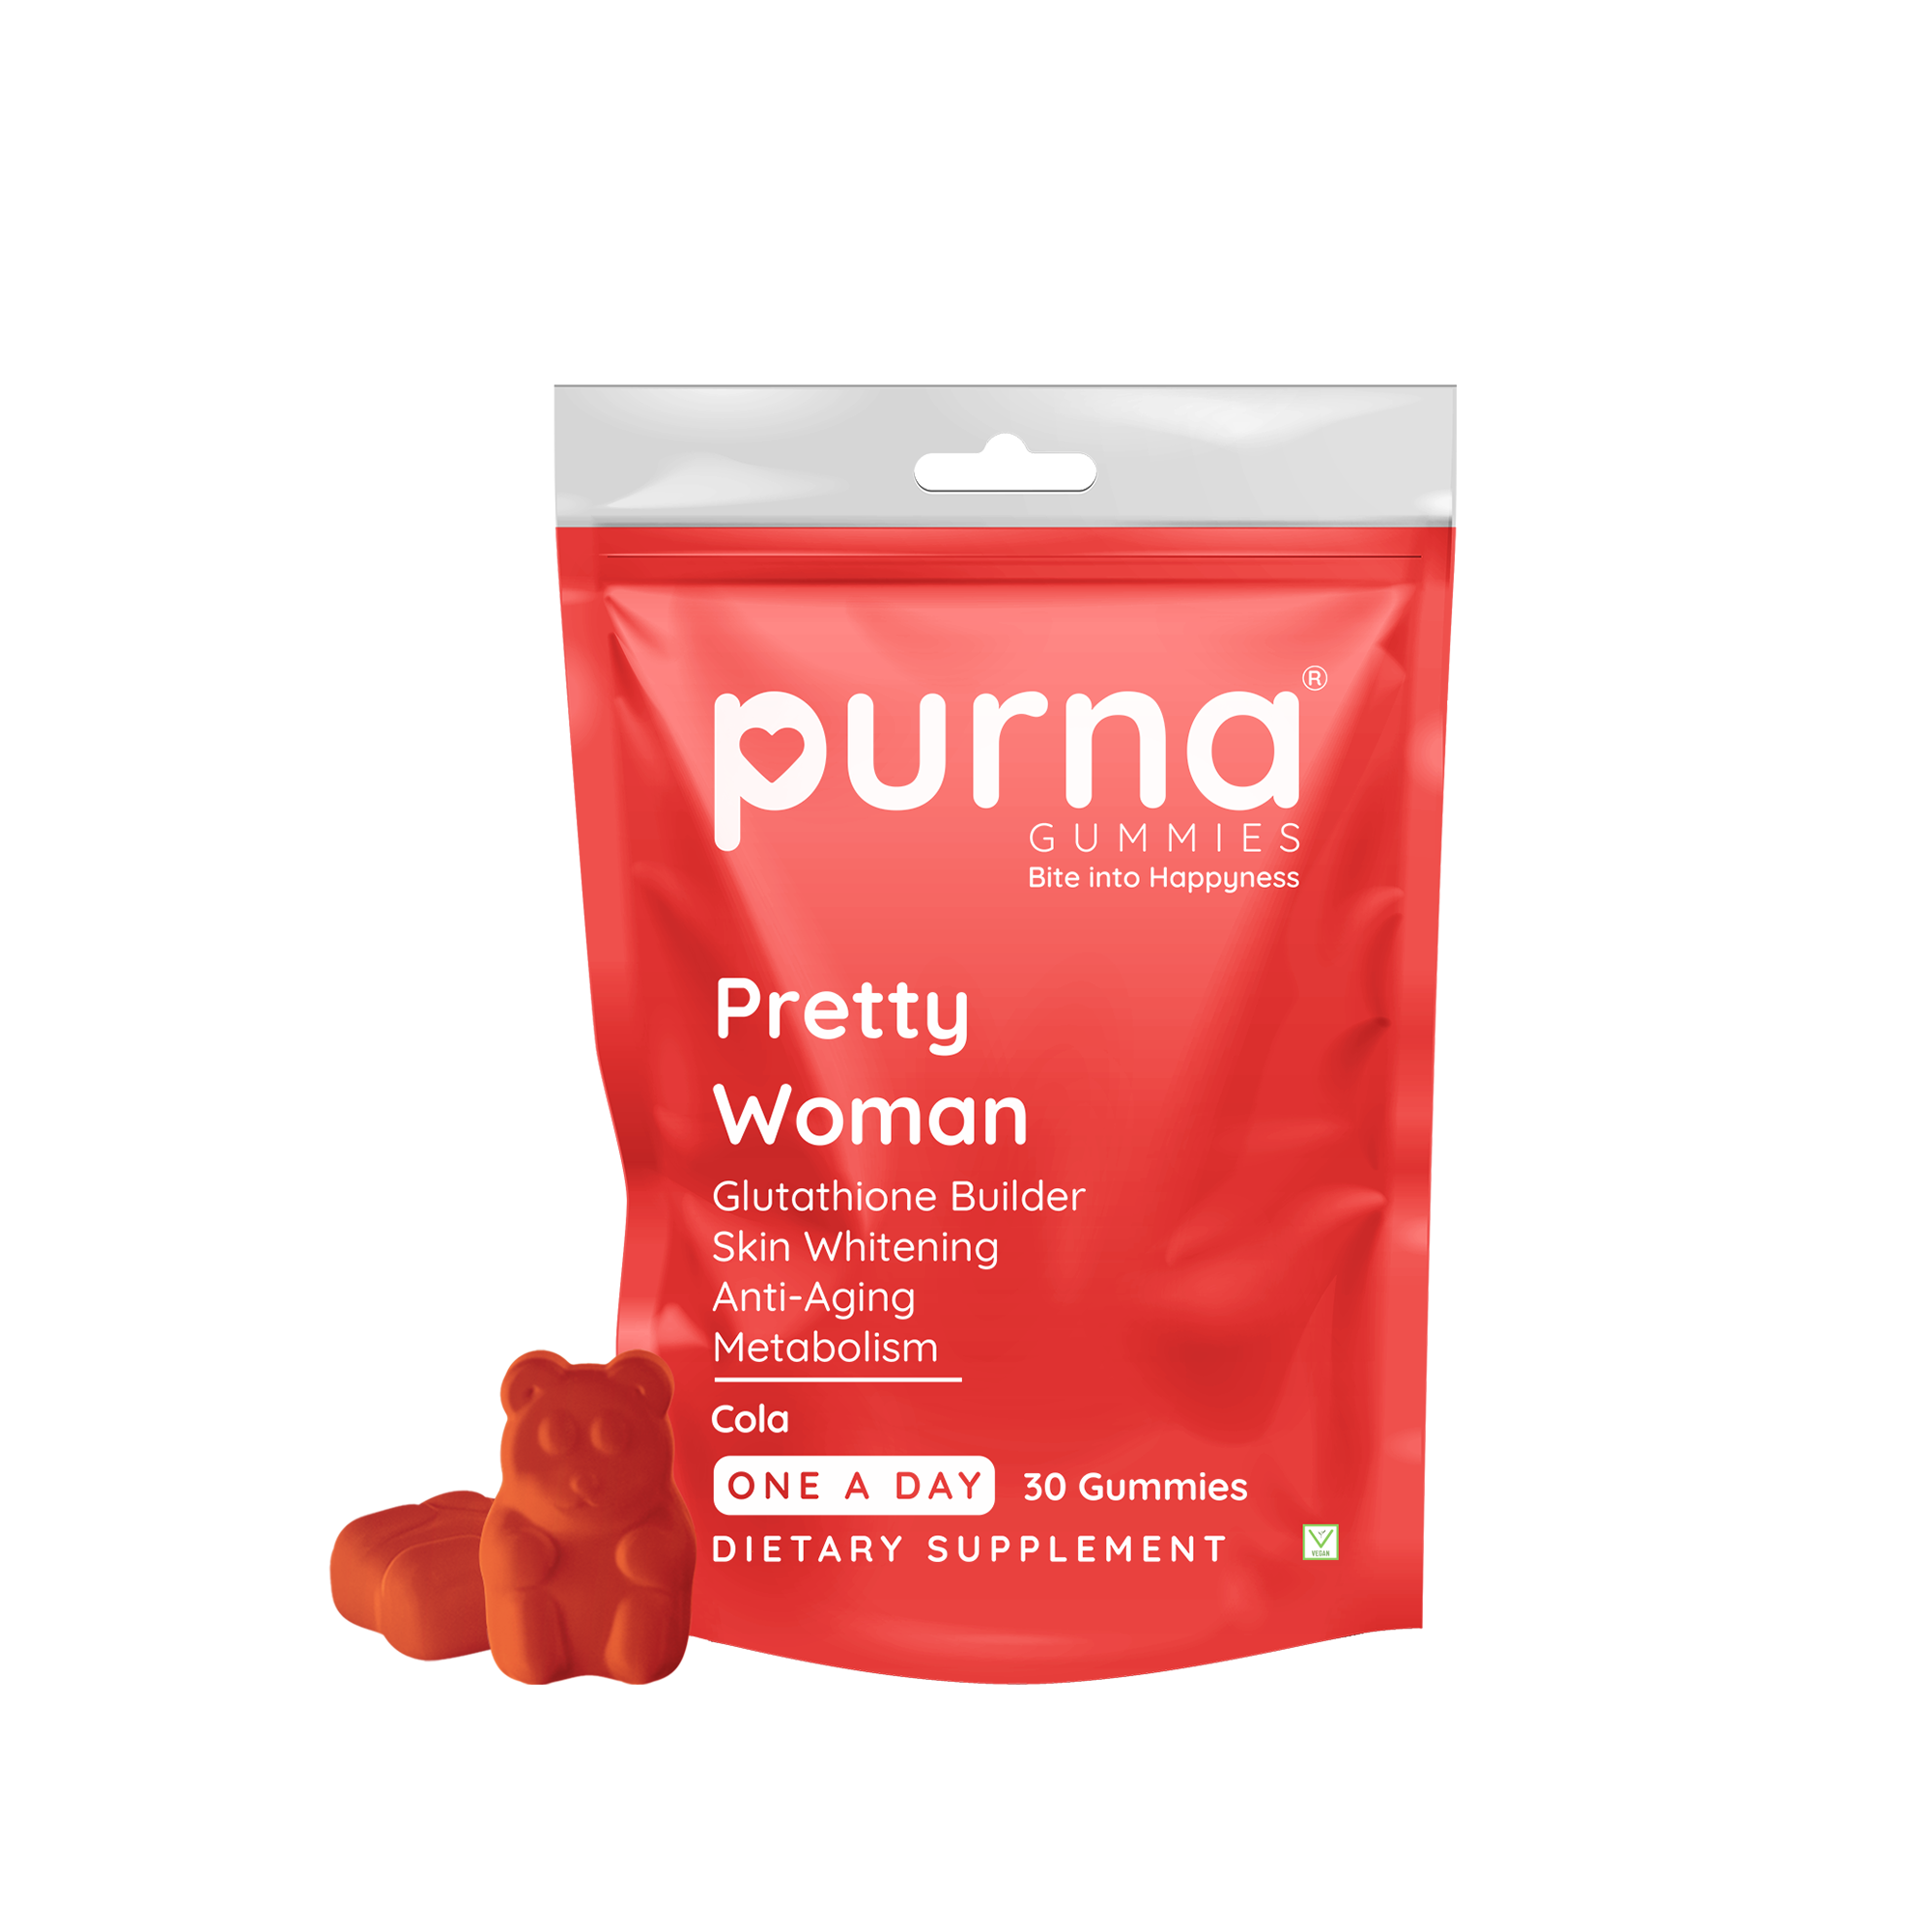 purna®
GUMMIES
Bite into Happyness
Pretty
Woman
Glutathione Builder
Skin Whitening
Anti-Aging
Metabolism
Cola
ONE A DAY 30 Gummies
DIETARY SUPPLEMENT
VEGAN